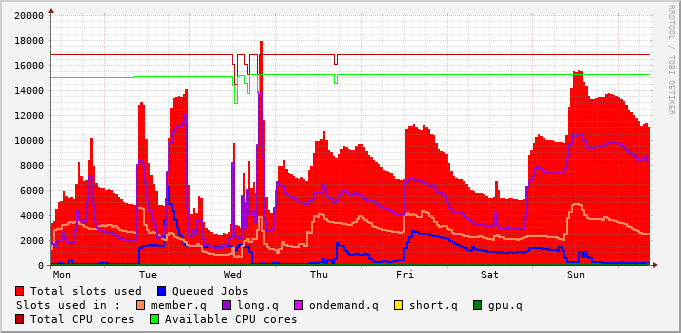 20000
18000
16000
14000
12000
10000
8000
6000
4000
2000
0
Mon Tue Wed Thu Fri Sat Sun
RRDTOOL / TOBI OETIKER
Total slots used Queued Jobs
Slots used in : member.q long.q ondemand.q short.q gpu.q
Total CPU cores Available CPU cores